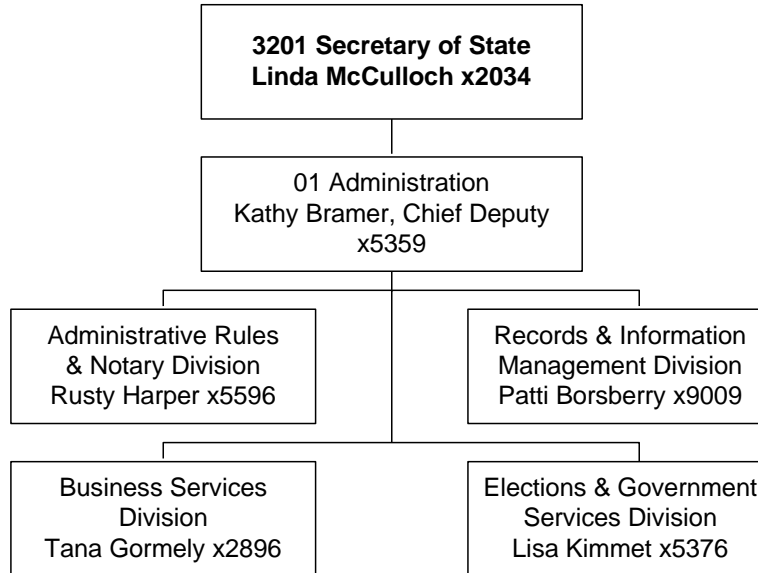 3201 Secretary of State
Linda McCulloch x2034
01 Administration
Kathy Bramer, Chief Deputy
x5359
Administrative Rules
& Notary Division
Rusty Harper x5596
Records & Information
Management Division
Patti Borsberry x9009
Business Services
Division
Tana Gormely x2896
Elections & Government
Services Division
Lisa Kimmet x5376